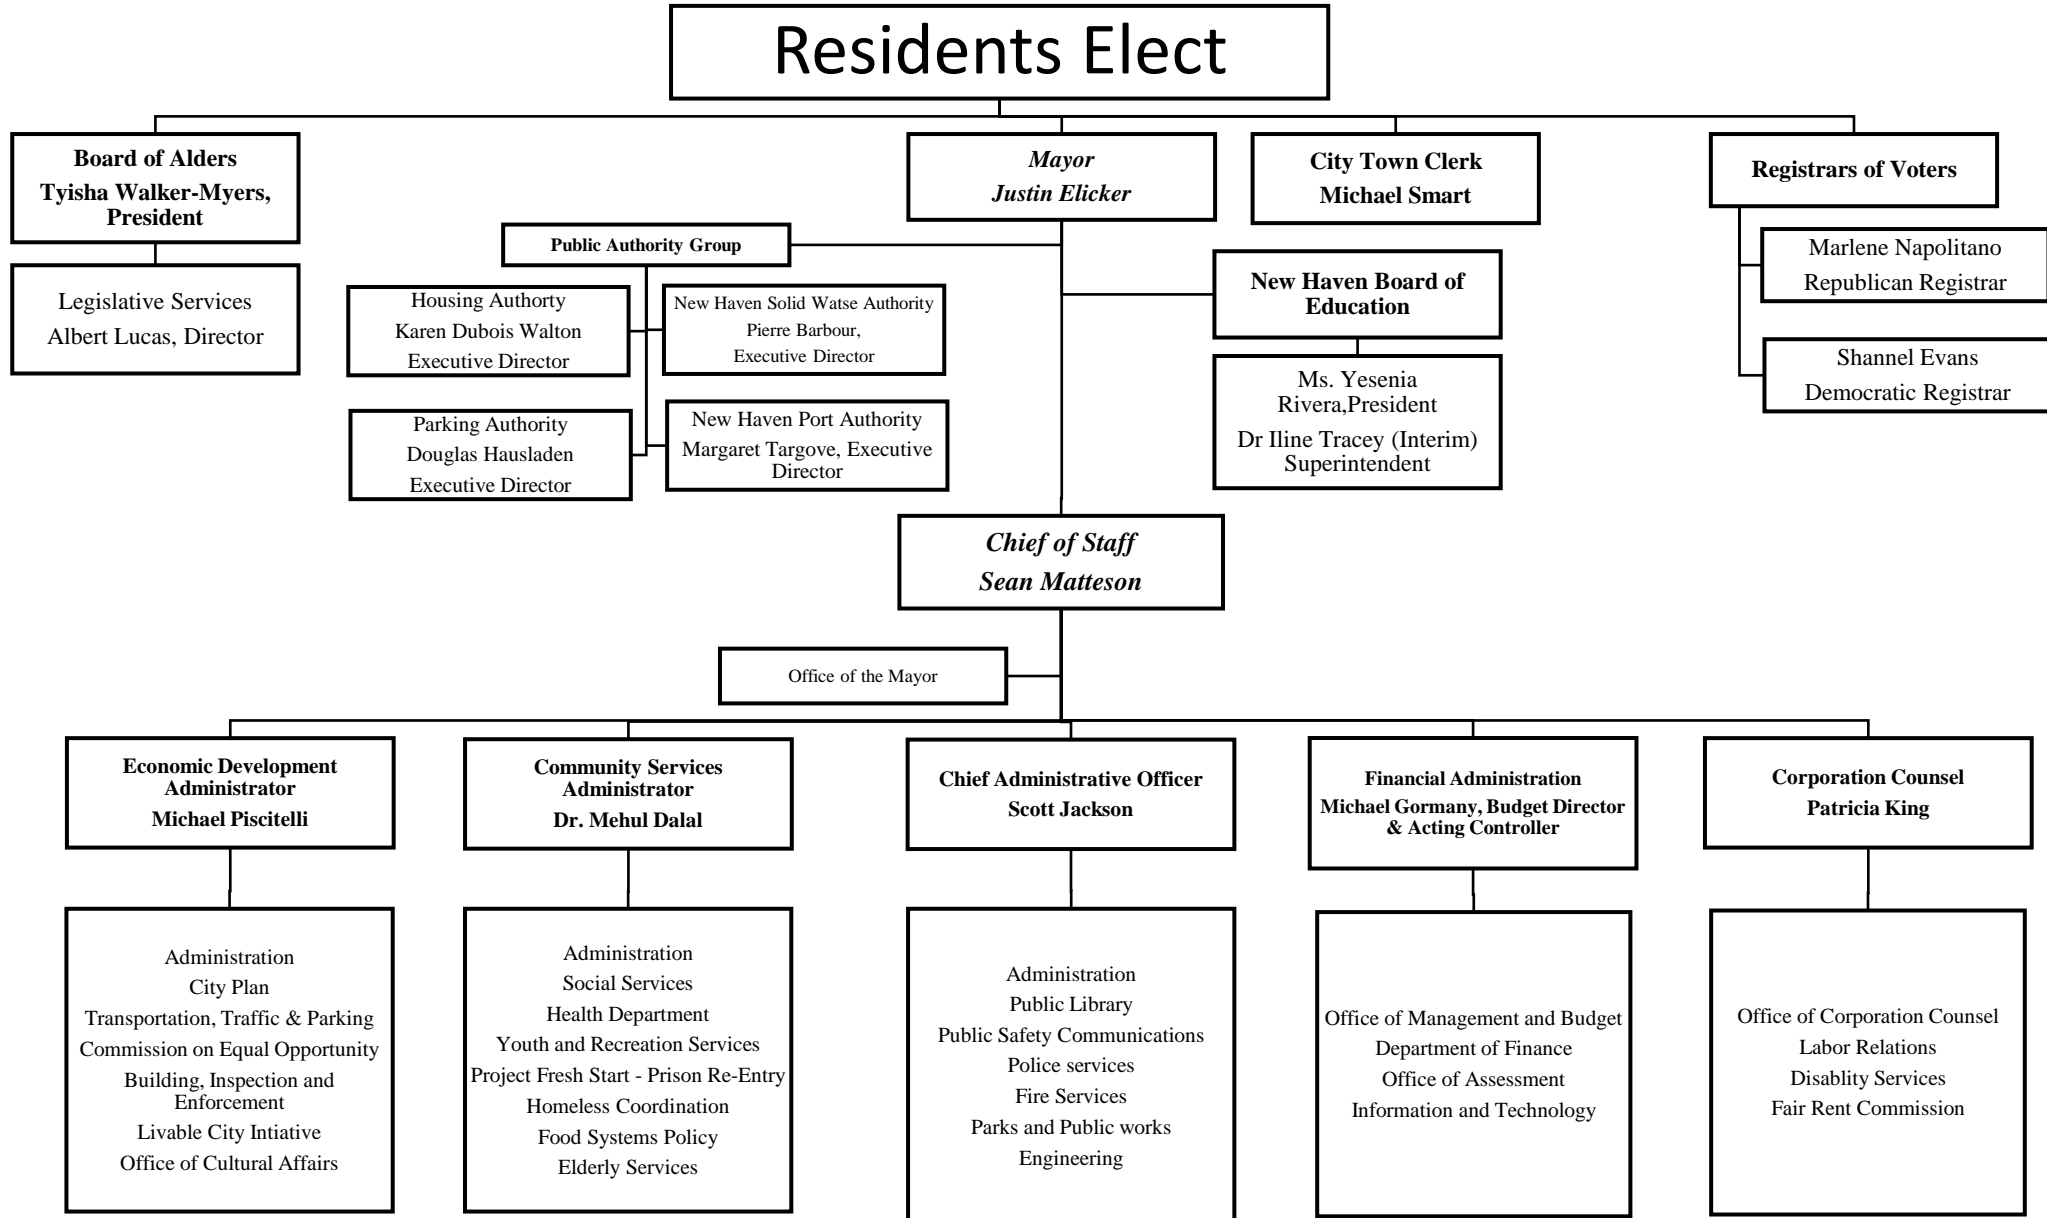 Residents Elect
Board of Alders
Tyisha Walker-Myers,
President
Mayor
Justin Elicker
City Town Clerk
Michael Smart
Registrars of Voters
Legislative Services
Albert Lucas, Director
Public Authority Group
Housing Authorty
Karen Dubois Walton
Executive Director
New Haven Solid Watse Authority
Pierre Barbour,
Executive Director
Parking Authority
Douglas Hausladen
Executive Director
New Haven Port Authority
Margaret Targove, Executive
Director
New Haven Board of
Education
Ms. Yesenia
Rivera,President
Dr Iline Tracey (Interim)
Superintendent
Marlene Napolitano
Republican Registrar
Shannel Evans
Democratic Registrar
Chief of Staff
Sean Matteson
Office of the Mayor
Economic Development
Administrator
Michael Piscitelli
Community Services
Administrator
Dr. Mehul Dalal
Chief Administrative Officer
Scott Jackson
Financial Administration
Michael Gormany, Budget Director
& Acting Controller
Corporation Counsel
Patricia King
Administration
City Plan
Transportation, Traffic & Parking
Commission on Equal Opportunity
Building, Inspection and
Enforcement
Livable City Intiative
Office of Cultural Affairs
Administration
Social Services
Health Department
Youth and Recreation Services
Project Fresh Start - Prison Re-Entry
Homeless Coordination
Food Systems Policy
Elderly Services
Administration
Public Library
Public Safety Communications
Police services
Fire Services
Parks and Public works
Engineering
Office of Management and Budget
Department of Finance
Office of Assessment
Information and Technology
Office of Corporation Counsel
Labor Relations
Disablity Services
Fair Rent Commission